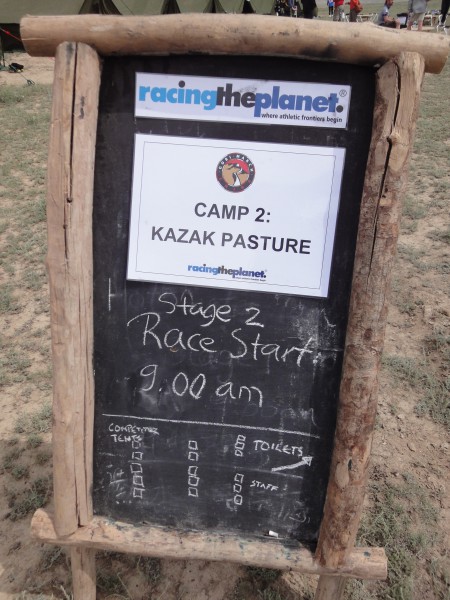 racingtheplanet.®
where athletic frontiers begin
CAMP 2:
KAZAK PASTURE
racingtheplanet.
Stage 2
Race Start
9.00 am
COMPETITOR
TENTS
TOILETS
STAFF